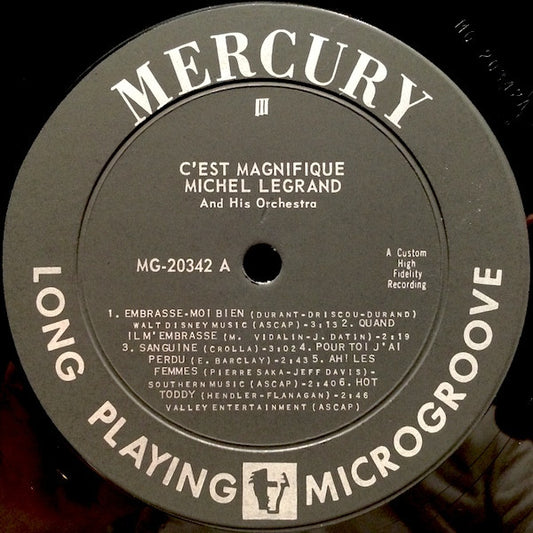 MERCURY
MG 20342A
III
C'EST MAGNIFIQUE
MICHEL LEGRAND
And His Orchestra
MG-20342 A
A Custom
High
Fidelity
Recording
1. EMBRASSE-MOI BIEN (DURANT-DRISCOU-DURAND)
WALT DISNEY MUSIC (ASCAP) -3:13 2. QUAND
IL M'EMBRASSE (M. VIDALIN-J. DATIN) -2:19
3. SANGUINE (CROLLA) -3:02 4. POUR TOI J'AI
PERDU (E. BARCLAY) -2:43 5. AH! LES
FEMMES (PIERRE SAKA-JEFF DAVIS)-
SOUTHERN MUSIC (ASCAP) -2:40 6. HOT
TODDY (HENDLER-FLANAGAN) -2:46
VALLEY ENTERTAINMENT (ASCAP)
LONG PLAYING MICROGROOVE